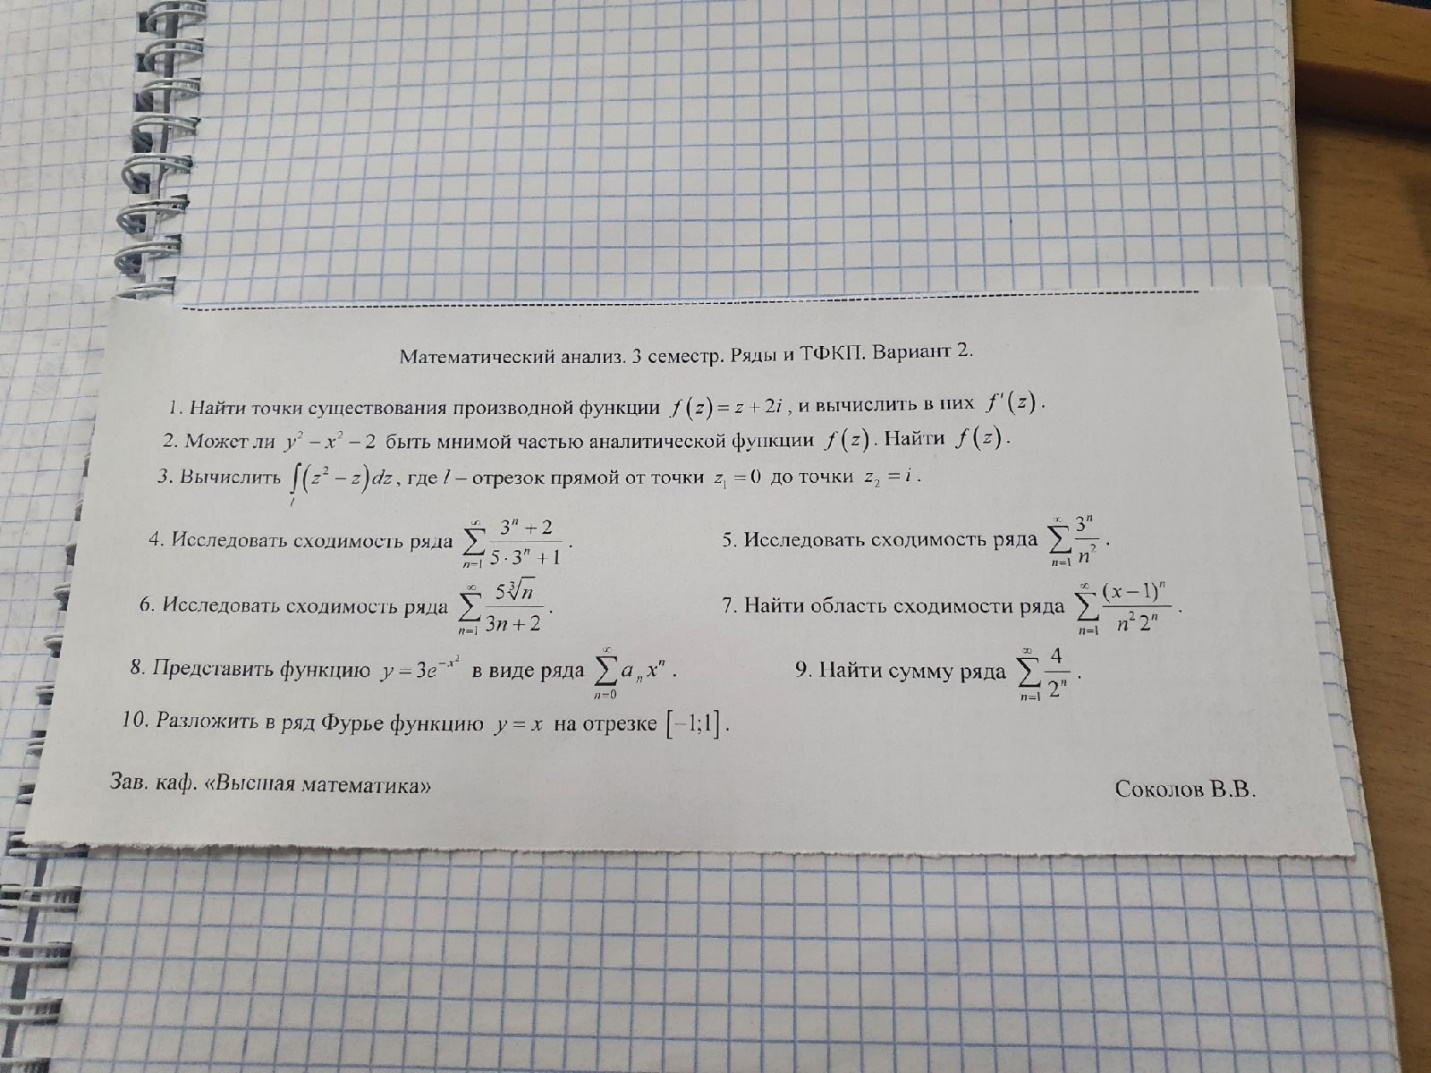 Математический анализ. 3 семестр. Ряды и ТФКП. Вариант 2.
1. Найти точки существования производной функции f(z) = z + 2i, и вычислить в них f'(z).
2. Может ли y² − x² − 2 быть мнимой частью аналитической функции f(z). Найти f(z).
3. Вычислить ∫_l (z² − z)dz, где l – отрезок прямой от точки z₁ = 0 до точки z₂ = i.
4. Исследовать сходимость ряда ∑_{n=1}^{∞} (3ⁿ + 2)/(5·3ⁿ + 1). 5. Исследовать сходимость ряда ∑_{n=1}^{∞} 3ⁿ/n².
6. Исследовать сходимость ряда ∑_{n=1}^{∞} 5∛n/(3n + 2). 7. Найти область сходимости ряда ∑_{n=1}^{∞} (x−1)ⁿ/(n² 2ⁿ).
8. Представить функцию y = 3e^{−x²} в виде ряда ∑_{n=0}^{∞} aₙxⁿ. 9. Найти сумму ряда ∑_{n=1}^{∞} 4/2ⁿ.
10. Разложить в ряд Фурье функцию y = x на отрезке [−1;1].
Зав. каф. «Высшая математика» Соколов В.В.